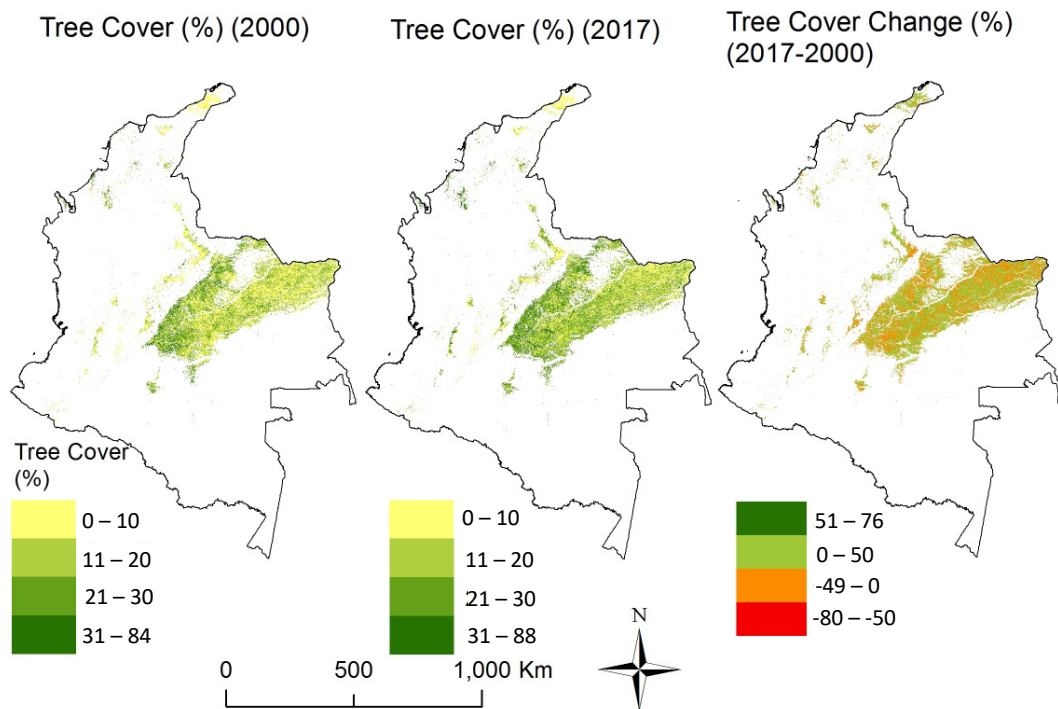 Tree Cover (%) (2000)
Tree Cover (%) (2017)
Tree Cover Change (%)
(2017-2000)
Tree Cover
(%)
0 – 10
11 – 20
21 – 30
31 – 84
0 – 10
11 – 20
21 – 30
31 – 88
51 – 76
0 – 50
-49 – 0
-80 – -50
N
0 500 1,000 Km